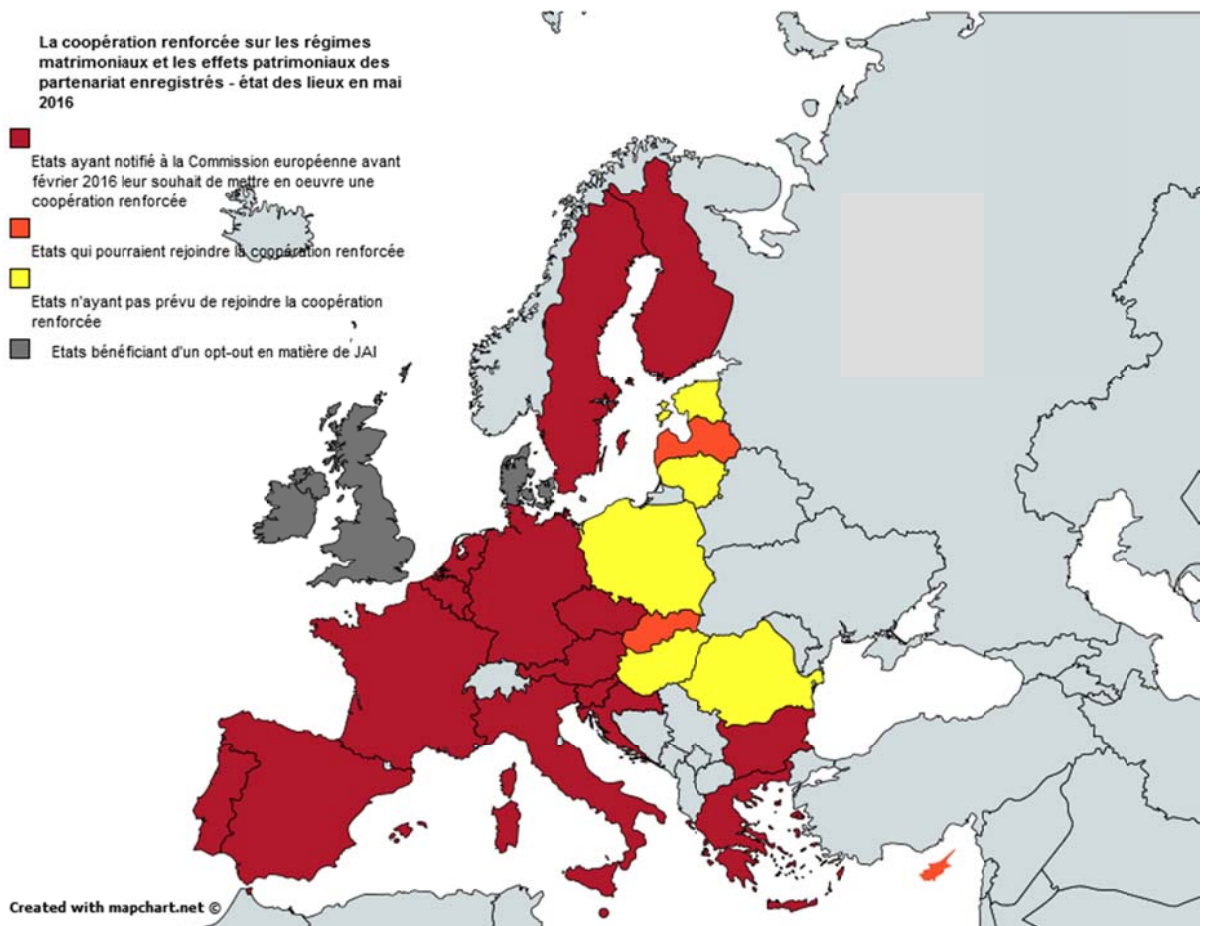 La coopération renforcée sur les régimes
matrimoniaux et les effets patrimoniaux des
partenariat enregistrés - état des lieux en mai
2016
Etats ayant notifié à la Commission européenne avant
février 2016 leur souhait de mettre en oeuvre une
coopération renforcée
Etats qui pourraient rejoindre la coopération renforcée
Etats n'ayant pas prévu de rejoindre la coopération
renforcée
Etats bénéficiant d'un opt-out en matière de JAI
Created with mapchart.net ©